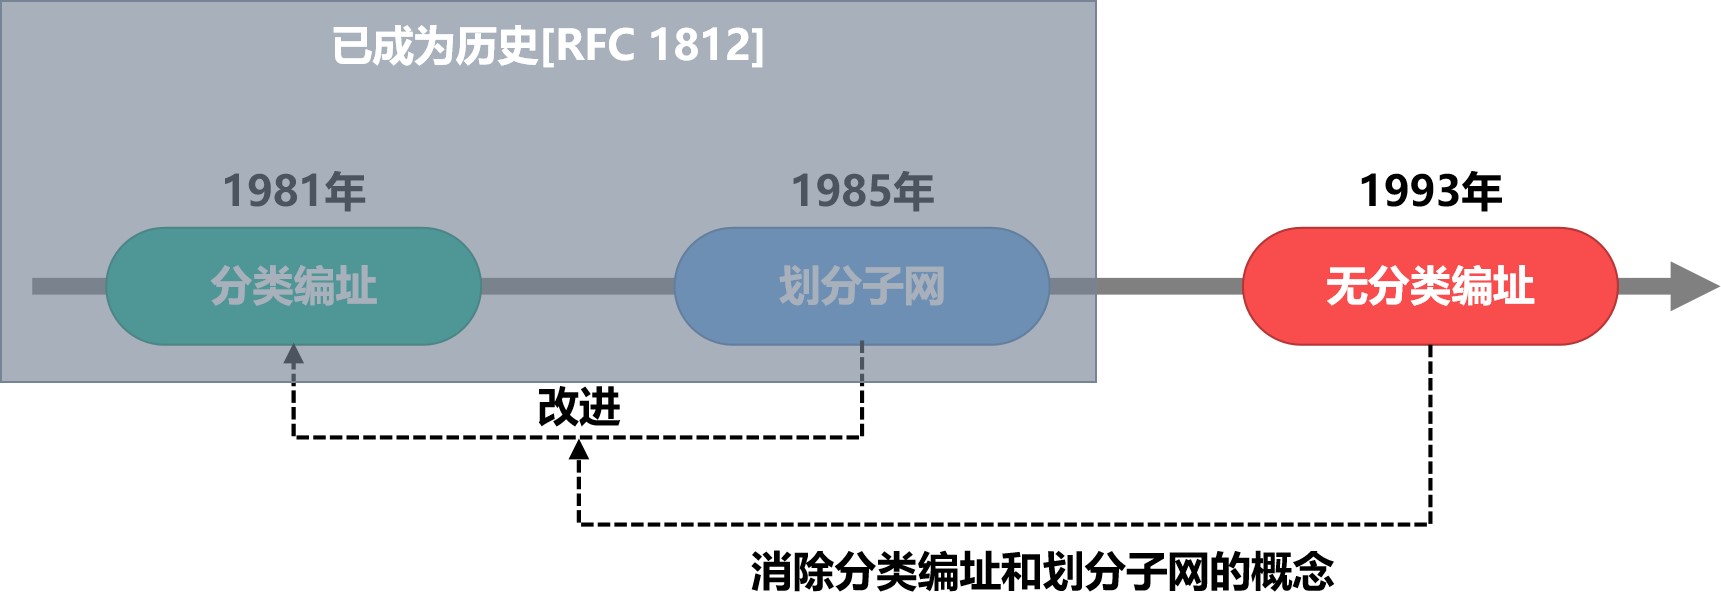 已成为历史[RFC 1812]
1981年
1985年
1993年
分类编址
划分子网
无分类编址
改进
消除分类编址和划分子网的概念